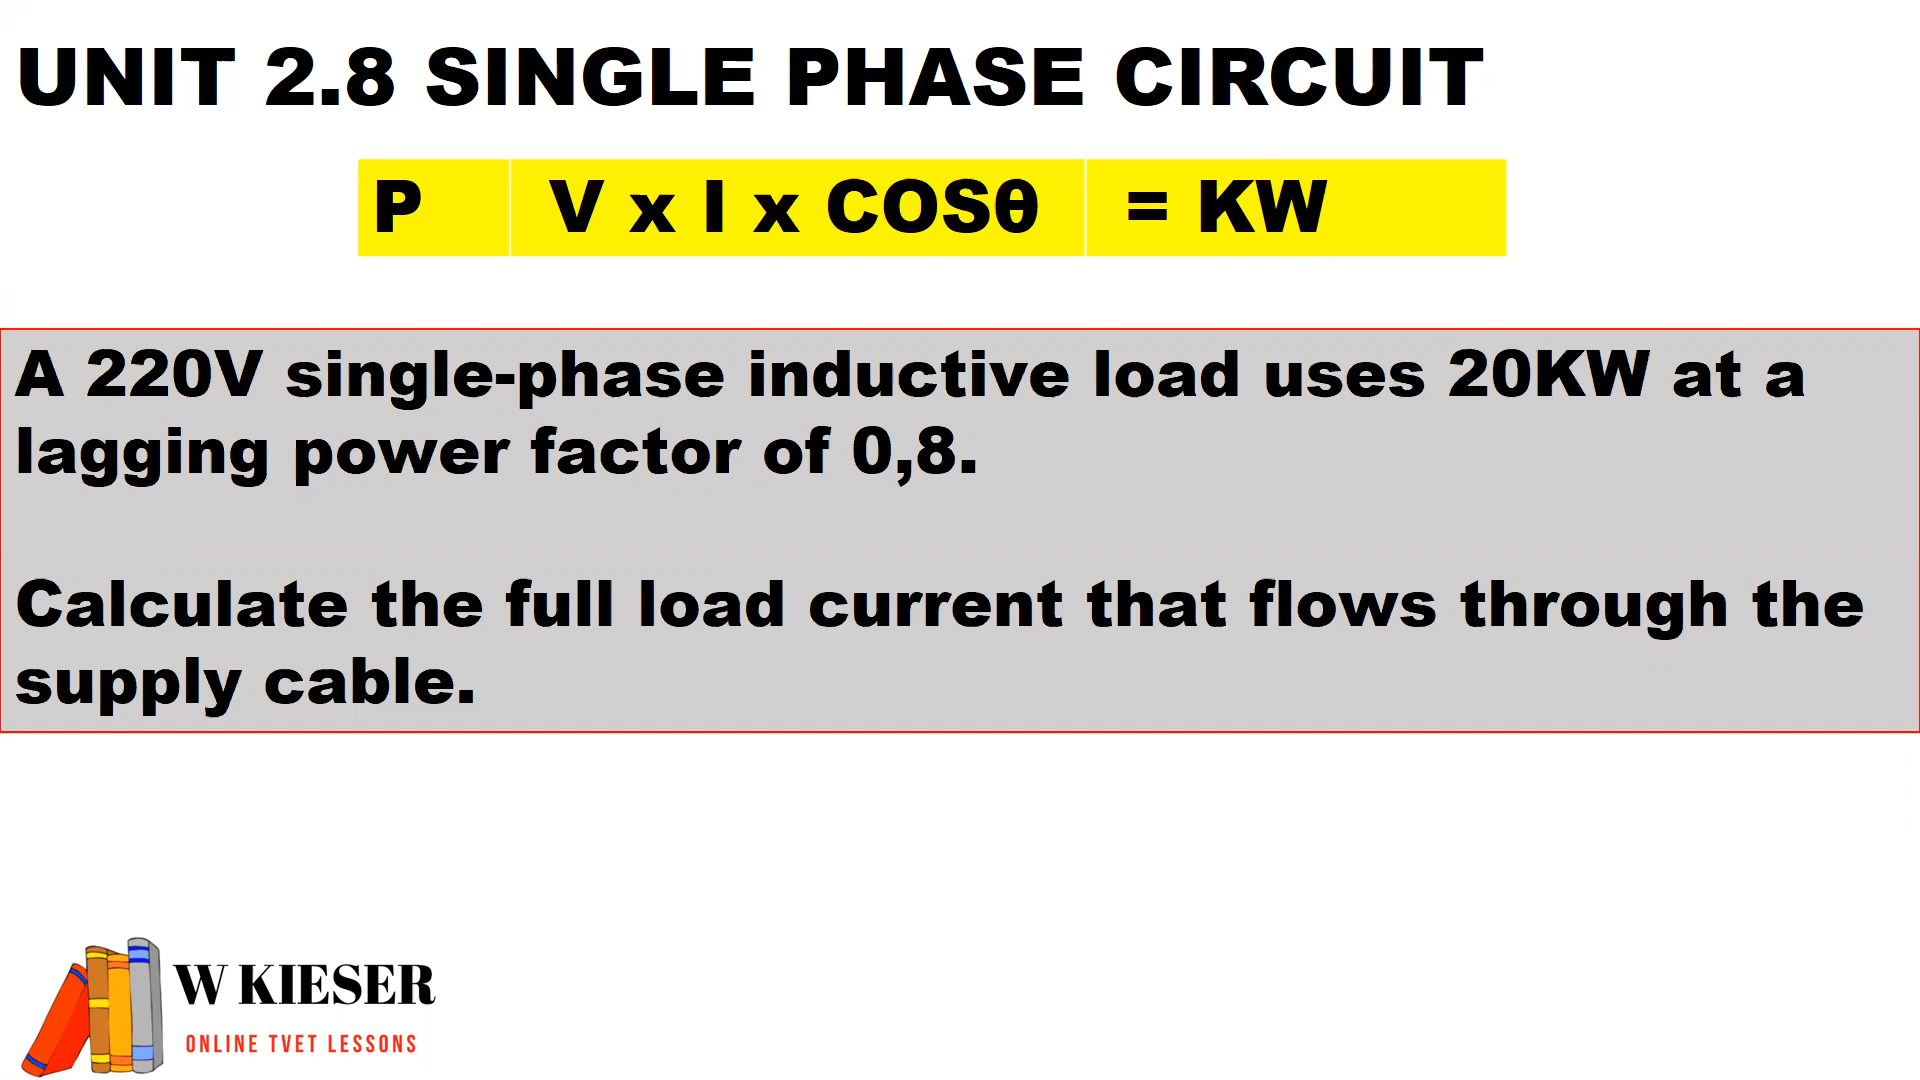 UNIT 2.8 SINGLE PHASE CIRCUIT
P V x I x COSθ = KW
A 220V single-phase inductive load uses 20KW at a
lagging power factor of 0,8.
Calculate the full load current that flows through the
supply cable.
W KIESER
ONLINE TVET LESSONS